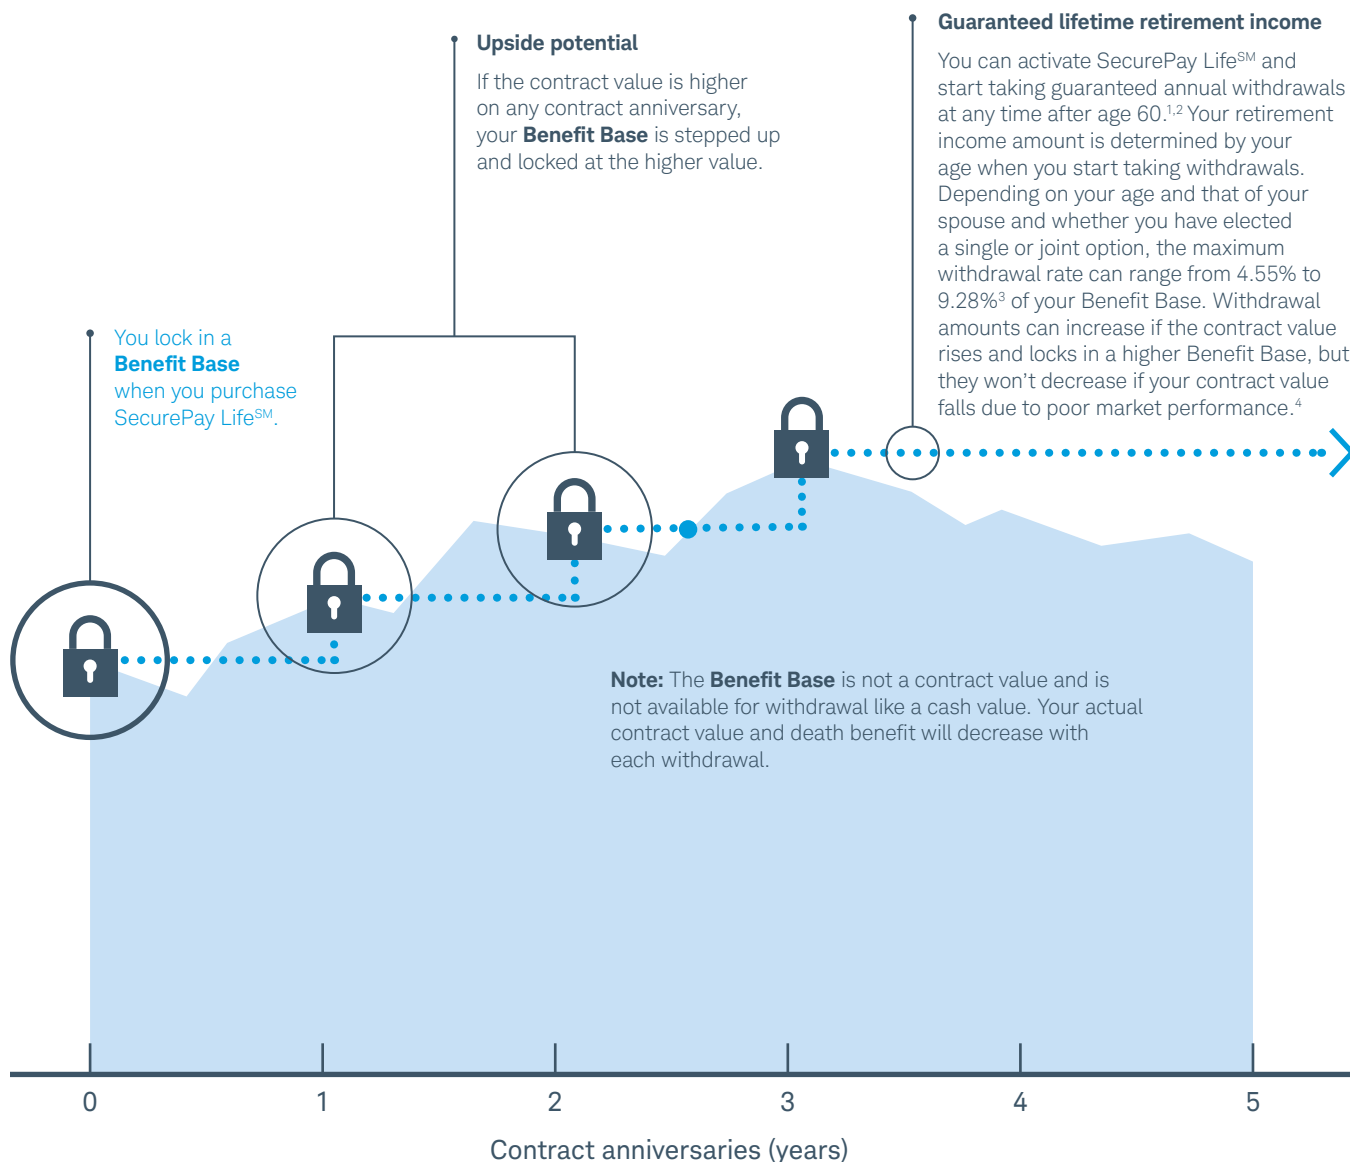 Upside potential
If the contract value is higher
on any contract anniversary,
your Benefit Base is stepped up
and locked at the higher value.
Guaranteed lifetime retirement income
You can activate SecurePay Life℠ and
start taking guaranteed annual withdrawals
at any time after age 60.¹,² Your retirement
income amount is determined by your
age when you start taking withdrawals.
Depending on your age and that of your
spouse and whether you have elected
a single or joint option, the maximum
withdrawal rate can range from 4.55% to
9.28%³ of your Benefit Base. Withdrawal
amounts can increase if the contract value
rises and locks in a higher Benefit Base, but
they won’t decrease if your contract value
falls due to poor market performance.⁴
You lock in a
Benefit Base
when you purchase
SecurePay Life℠.
Note: The Benefit Base is not a contract value and is
not available for withdrawal like a cash value. Your actual
contract value and death benefit will decrease with
each withdrawal.
0 1 2 3 4 5
Contract anniversaries (years)